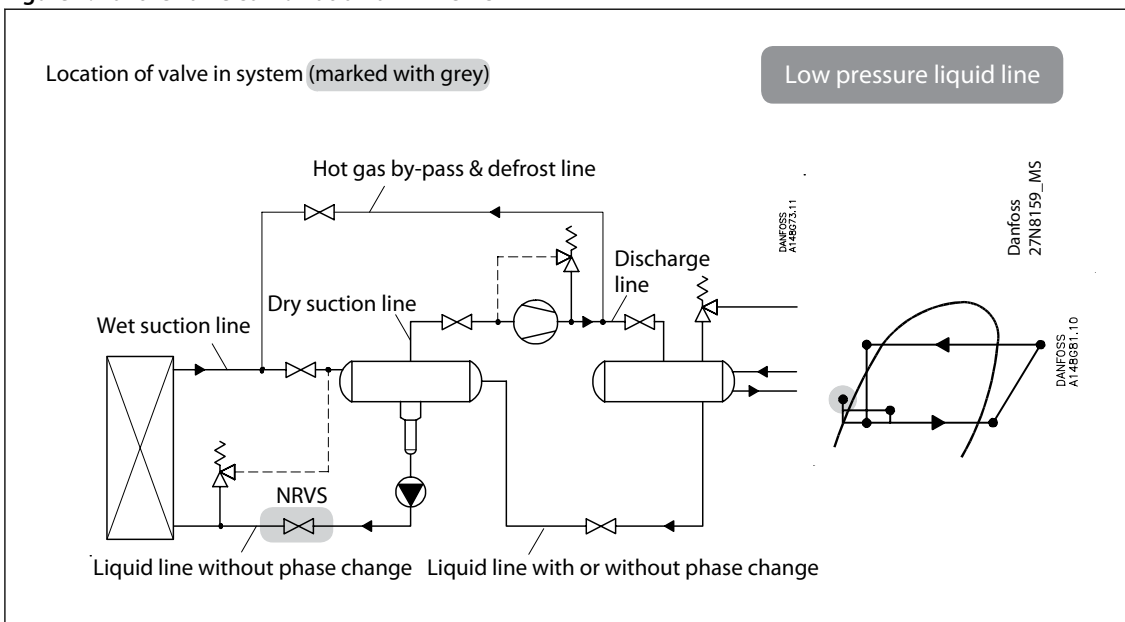 Location of valve in system (marked with grey)
Low pressure liquid line
Hot gas by-pass & defrost line
DANFOSS
A148G73.11
Danfoss
27N8159_MS
Discharge
line
Dry suction line
Wet suction line
DANFOSS
A148G81.10
NRVS
Liquid line without phase change
Liquid line with or without phase change